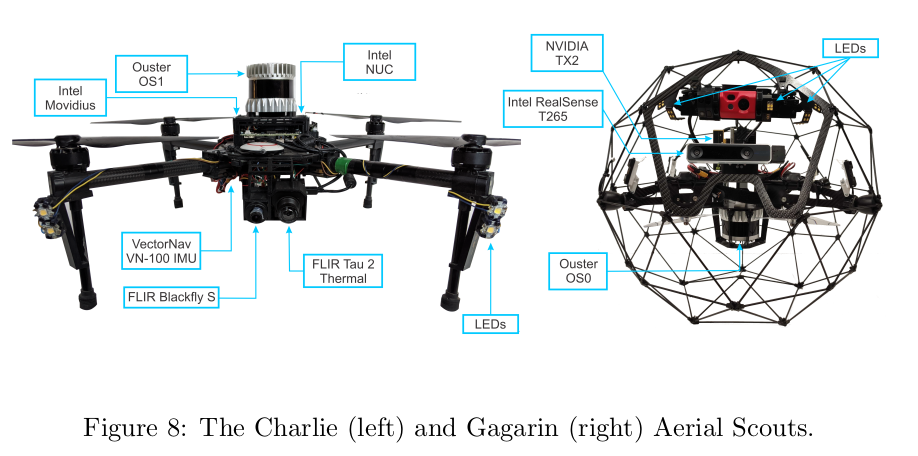 Ouster
OS1
Intel
NUC
Intel
Movidius
VectorNav
VN-100 IMU
FLIR Blackfly S
FLIR Tau 2
Thermal
LEDs
NVIDIA
TX2
LEDs
Intel RealSense
T265
Ouster
OS0
Figure 8: The Charlie (left) and Gagarin (right) Aerial Scouts.